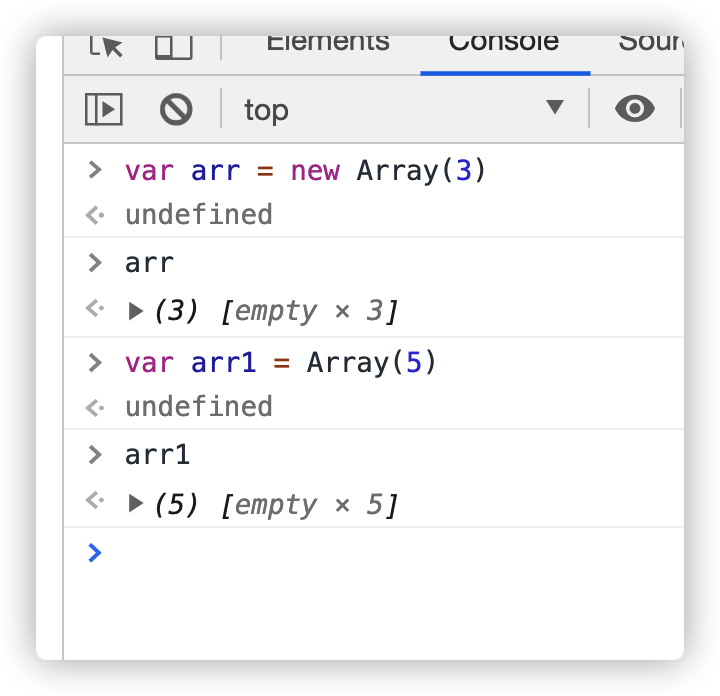 Elements Console Sour
top
> var arr = new Array(3)
undefined
> arr
(3) [empty × 3]
> var arr1 = Array(5)
undefined
> arr1
(5) [empty × 5]
>